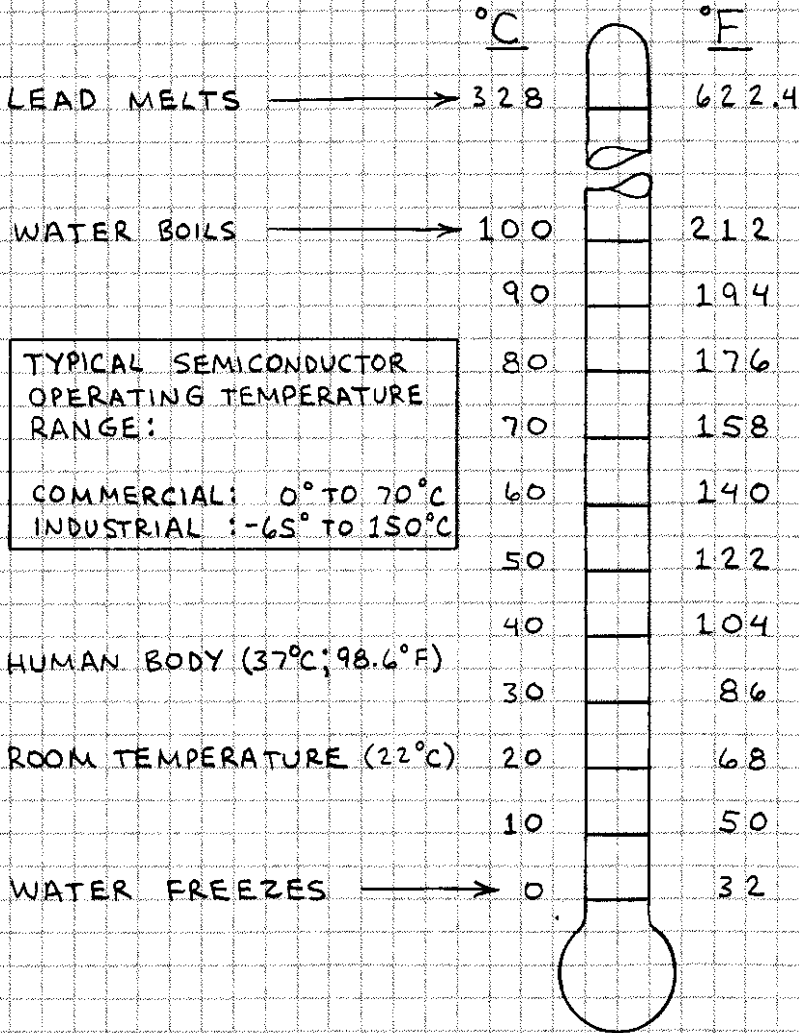 °C °F
LEAD MELTS 328 622.4
WATER BOILS 100 212
90 194
TYPICAL SEMICONDUCTOR
OPERATING TEMPERATURE
RANGE:
COMMERCIAL: 0° TO 70°C
INDUSTRIAL : -65° TO 150°C
80 176
70 158
60 140
50 122
40 104
HUMAN BODY (37°C; 98.6°F)
30 86
ROOM TEMPERATURE (22°C) 20 68
10 50
WATER FREEZES 0 32